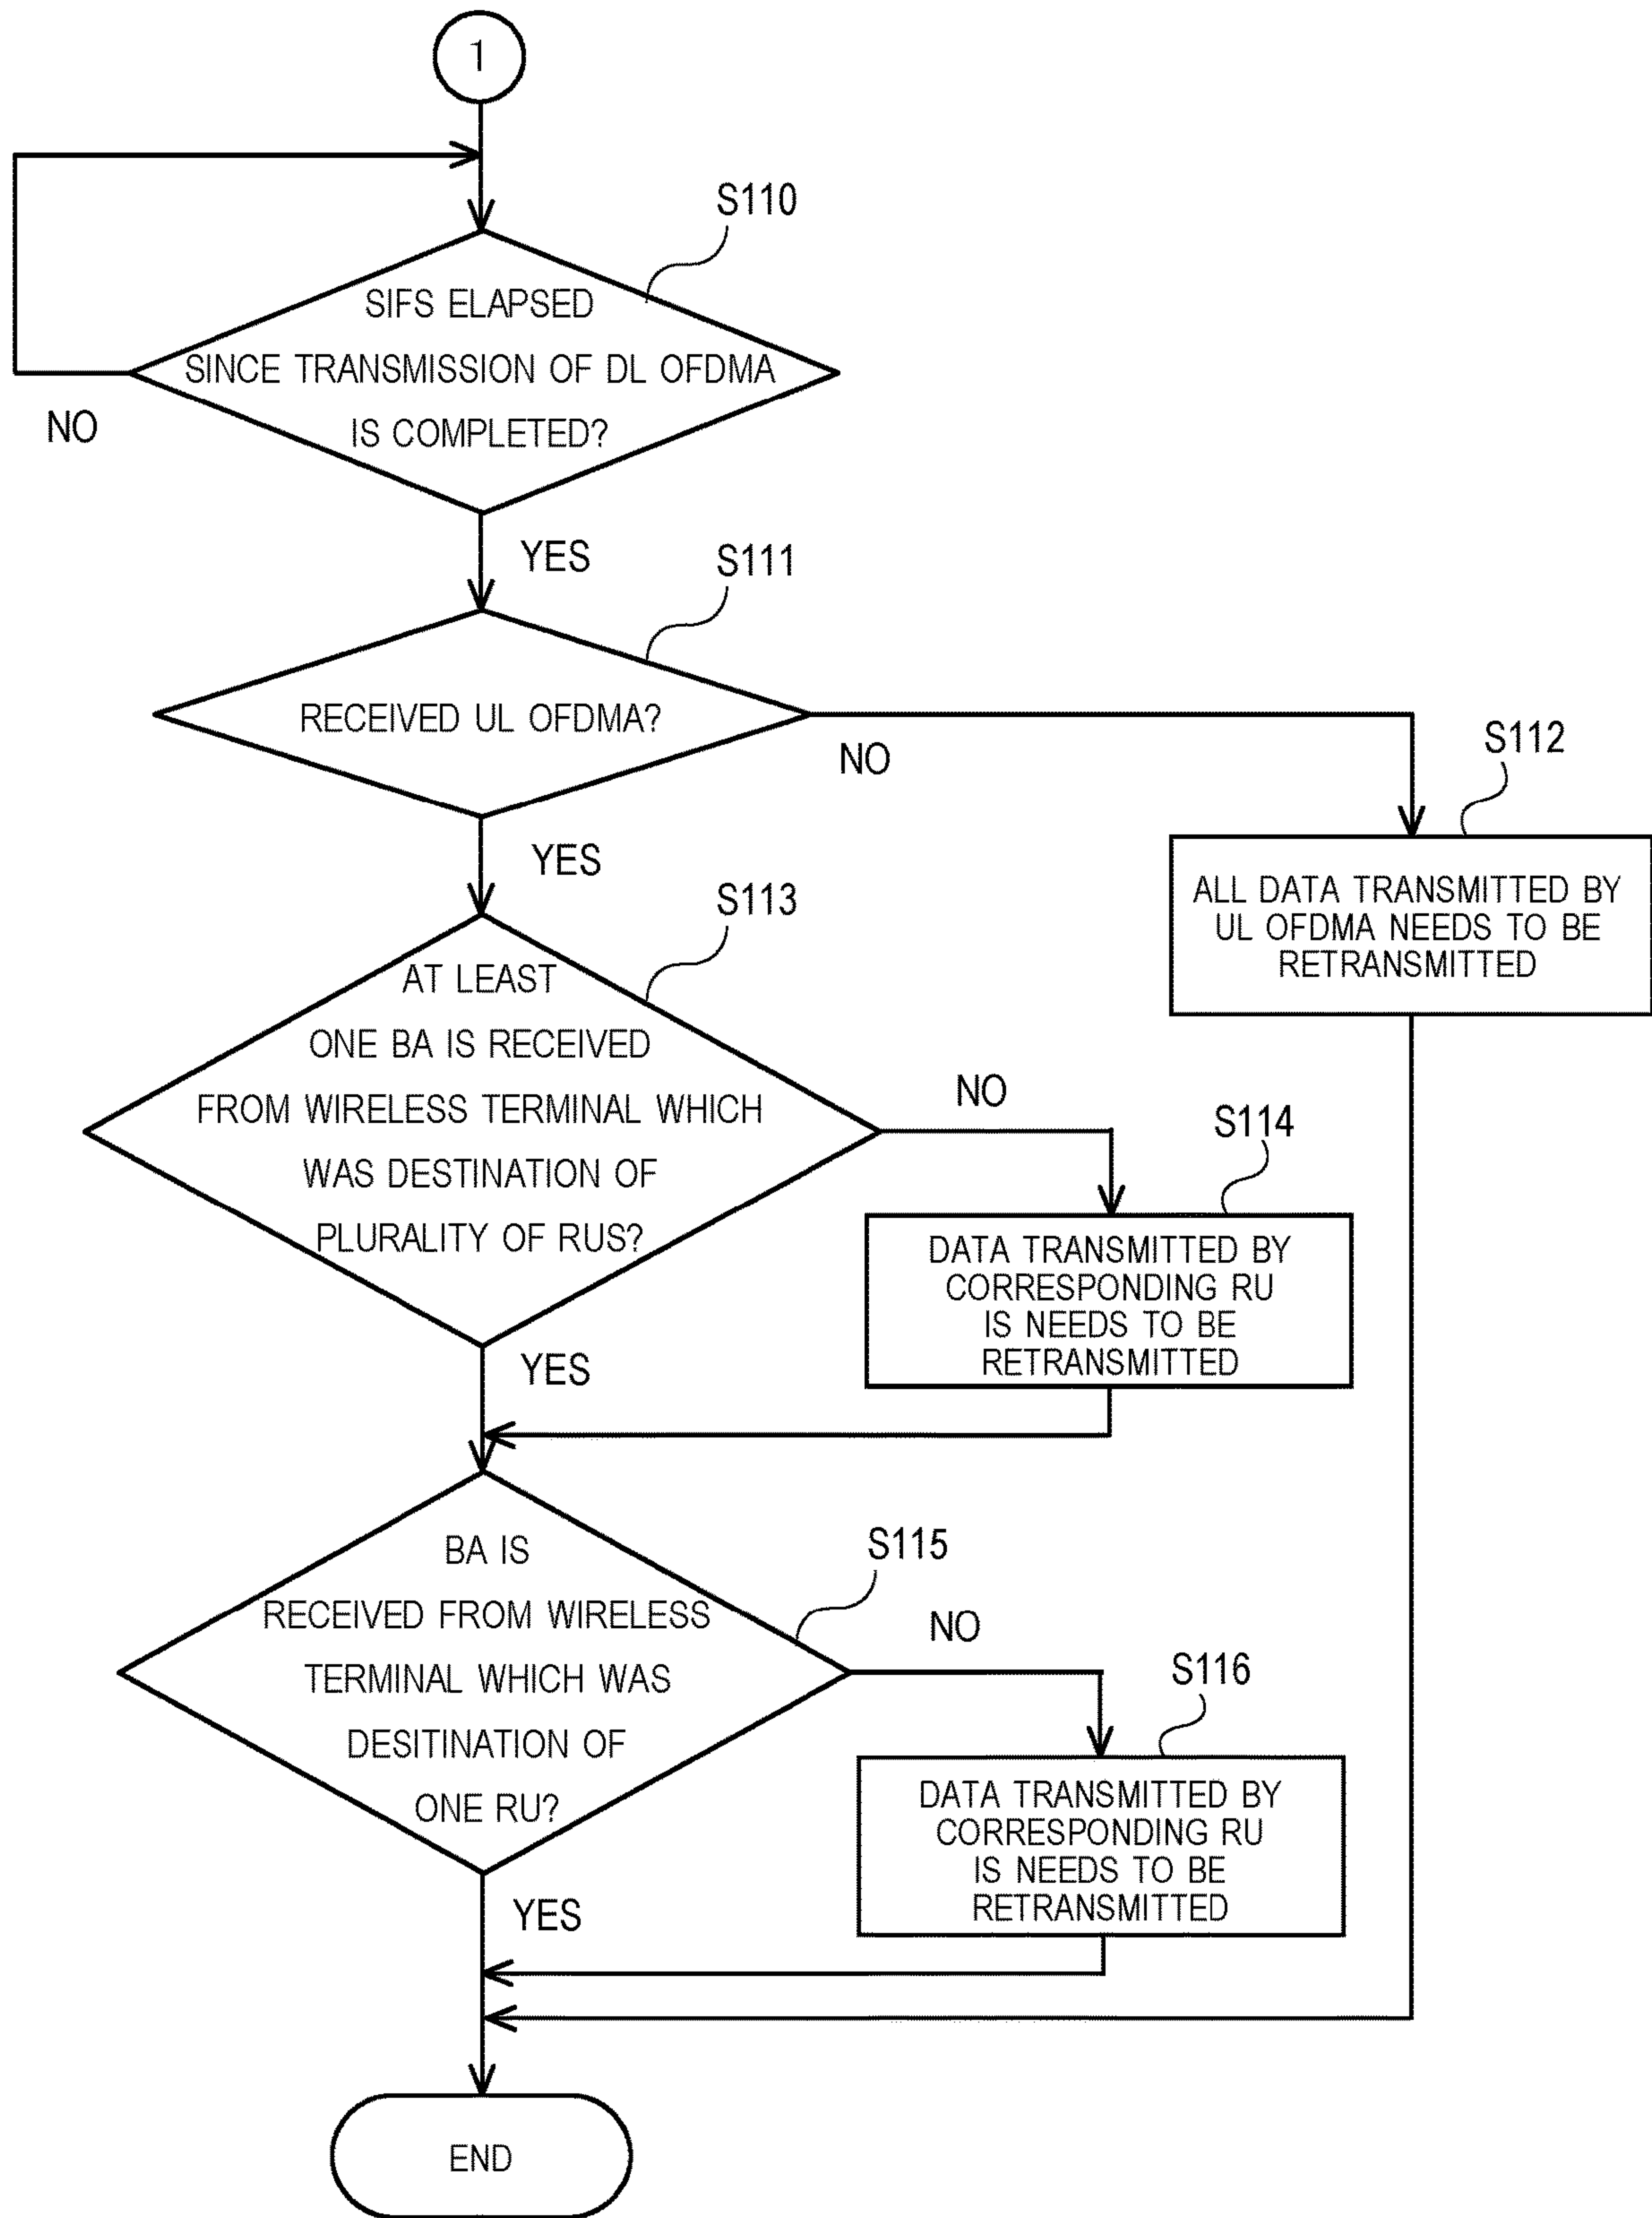 1
S110
SIFS ELAPSED
SINCE TRANSMISSION OF DL OFDMA
IS COMPLETED?
NO
YES
S111
RECEIVED UL OFDMA?
NO
YES
S112
ALL DATA TRANSMITTED BY
UL OFDMA NEEDS TO BE
RETRANSMITTED
S113
AT LEAST
ONE BA IS RECEIVED
FROM WIRELESS TERMINAL WHICH
WAS DESTINATION OF
PLURALITY OF RUS?
NO
YES
S114
DATA TRANSMITTED BY
CORRESPONDING RU
IS NEEDS TO BE
RETRANSMITTED
S115
BA IS
RECEIVED FROM WIRELESS
TERMINAL WHICH WAS
DESITINATION OF
ONE RU?
NO
YES
S116
DATA TRANSMITTED BY
CORRESPONDING RU
IS NEEDS TO BE
RETRANSMITTED
END